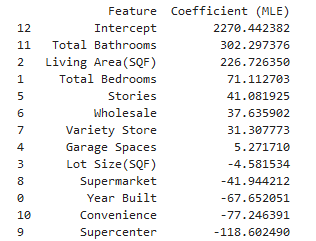 Feature Coefficient (MLE)
12 Intercept 2270.442382
11 Total Bathrooms 302.297376
2 Living Area(SQF) 226.726350
1 Total Bedrooms 71.112703
5 Stories 41.081925
6 Wholesale 37.635902
7 Variety Store 31.307773
4 Garage Spaces 5.271710
3 Lot Size(SQF) -4.581534
8 Supermarket -41.944212
0 Year Built -67.652051
10 Convenience -77.246391
9 Supercenter -118.602490